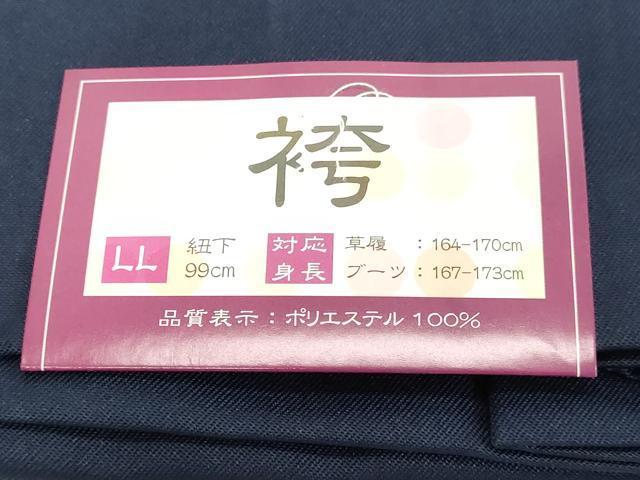 袴
LL 紐下 99cm
対応身長 草履 : 164-170cm
ブーツ : 167-173cm
品質表示 : ポリエステル 100%